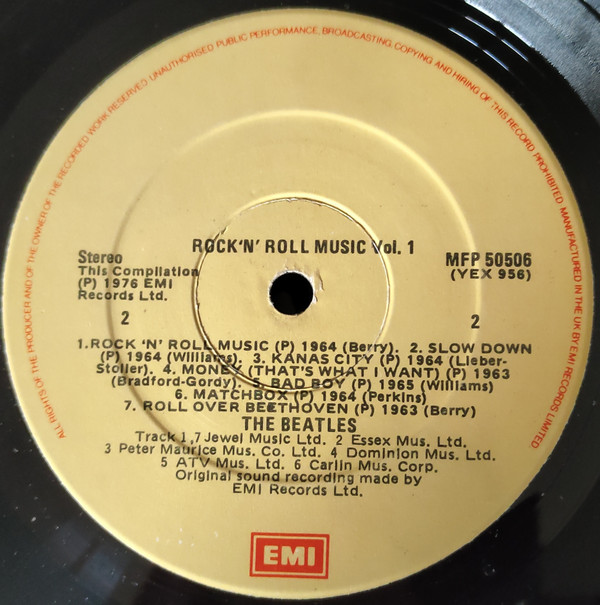 ALL RIGHTS OF THE PRODUCER AND OF THE OWNER OF THE RECORDED WORK RESERVED. UNAUTHORISED PUBLIC PERFORMANCE, BROADCASTING, COPYING AND HIRING OF THIS RECORD PROHIBITED. MANUFACTURED IN THE UK BY EMI RECORDS LIMITED.
ROCK'N' ROLL MUSIC Vol. 1
Stereo
This Compilation
(P) 1976 EMI
Records Ltd.
2
MFP 50506
(YEX 956)
2
1.ROCK 'N' ROLL MUSIC (P) 1964 (Berry). 2. SLOW DOWN
(P) 1964 (Williams). 3. KANAS CITY (P) 1964 (Lieber-
Stoller). 4. MONEY (THAT'S WHAT I WANT) (P) 1963
(Bradford-Gordy). 5. BAD BOY (P) 1965 (Williams)
6. MATCHBOX (P) 1964 (Perkins)
7. ROLL OVER BEETHOVEN (P) 1963 (Berry)
THE BEATLES
Track 1,7 Jewel Music Ltd. 2 Essex Mus. Ltd.
3 Peter Maurice Mus. Co. Ltd. 4 Dominion Mus. Ltd.
5 ATV Mus. Ltd. 6 Carlin Mus. Corp.
Original sound recording made by
EMI Records Ltd.
EMI